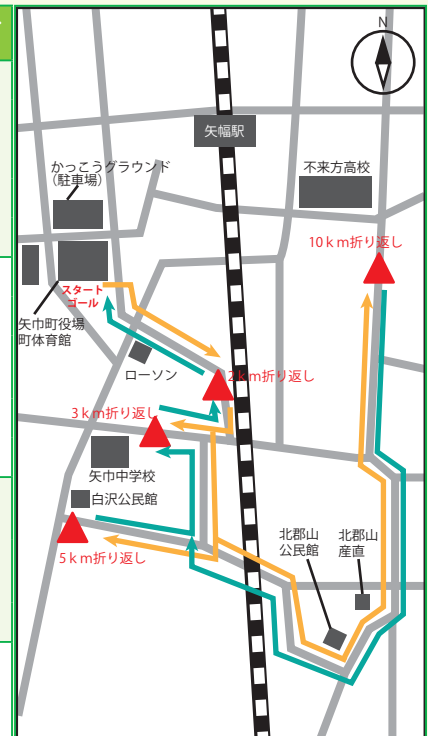 N
矢幅駅
かっこうグラウンド
(駐車場)
不来方高校
10ｋｍ折り返し
スタート
ゴール
矢巾町役場
町体育館
ローソン
2ｋｍ折り返し
3ｋｍ折り返し
矢巾中学校
白沢公民館
5ｋｍ折り返し
北郡山
公民館
北郡山
産直